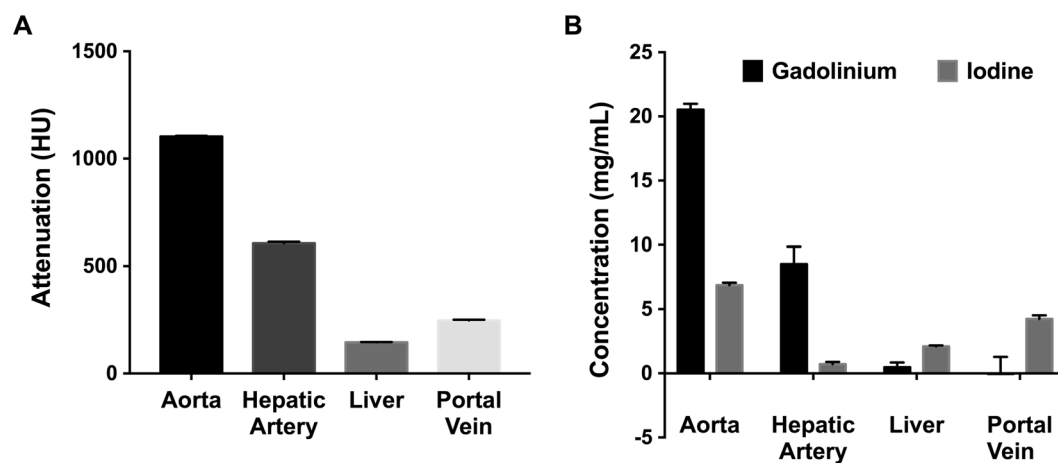 A
Attenuation (HU)
1500
1000
500
0
Aorta
Hepatic
Artery
Liver
Portal
Vein
B
Concentration (mg/mL)
25
20
15
10
5
0
-5
Gadolinium
Iodine
Aorta
Hepatic
Artery
Liver
Portal
Vein